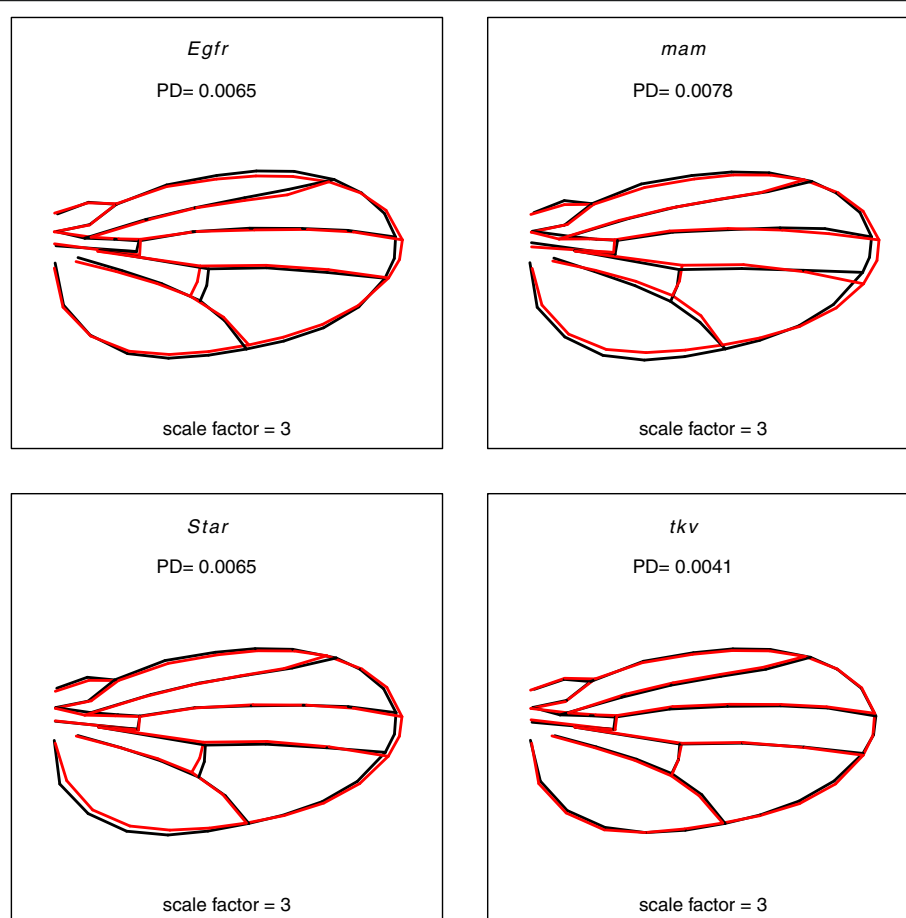 Egfr
PD= 0.0065
scale factor = 3
mam
PD= 0.0078
scale factor = 3
Star
PD= 0.0065
scale factor = 3
tkv
PD= 0.0041
scale factor = 3